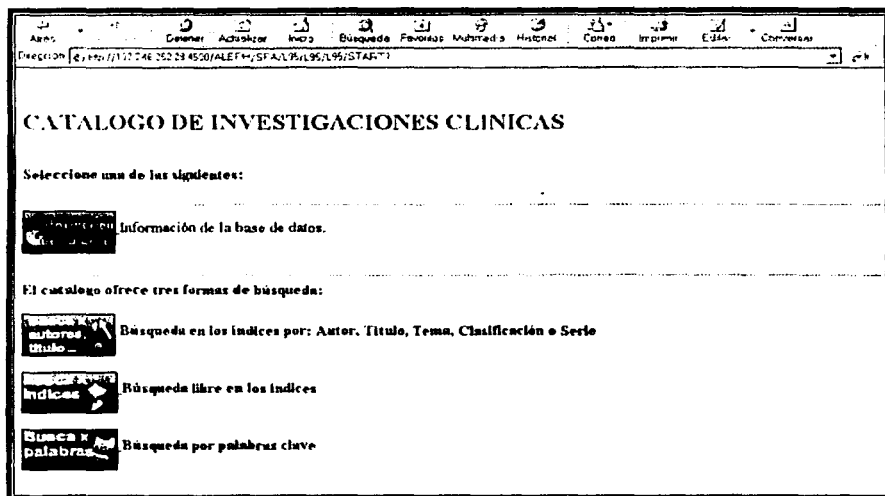 Atrás Detener Actualizar Inicio Búsqueda Favoritos Multimedia Historial Correo Imprimir Editar Conversar
Dirección
CATALOGO DE INVESTIGACIONES CLINICAS
Seleccione una de las siguientes:
Información de la base de datos.
El catalogo ofrece tres formas de búsqueda:
autores,
titulo... Búsqueda en los índices por: Autor, Titulo, Tema, Clasificación o Serie
Indices Búsqueda libre en los índices
Busca x
palabras Búsqueda por palabras clave